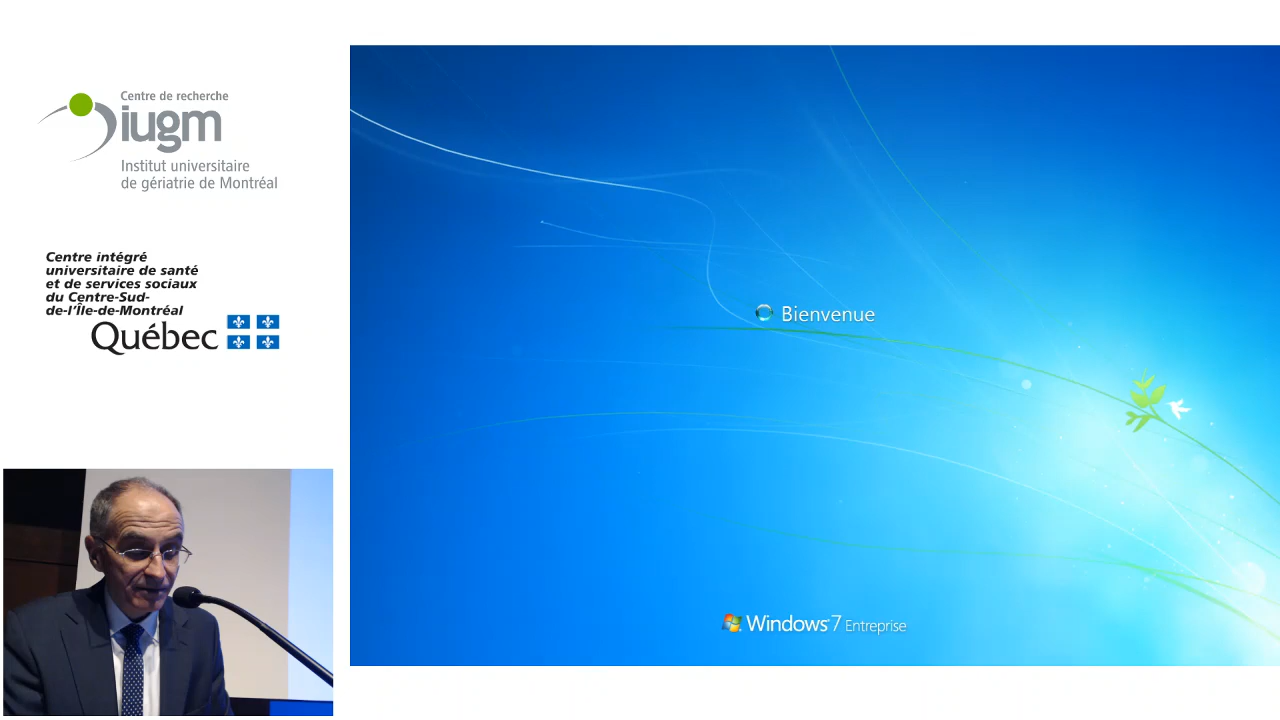 Centre de recherche
iugm
Institut universitaire
de gériatrie de Montréal
Centre intégré
universitaire de santé
et de services sociaux
du Centre-Sud-
de-l'Île-de-Montréal
Québec
Bienvenue
Windows 7 Entreprise